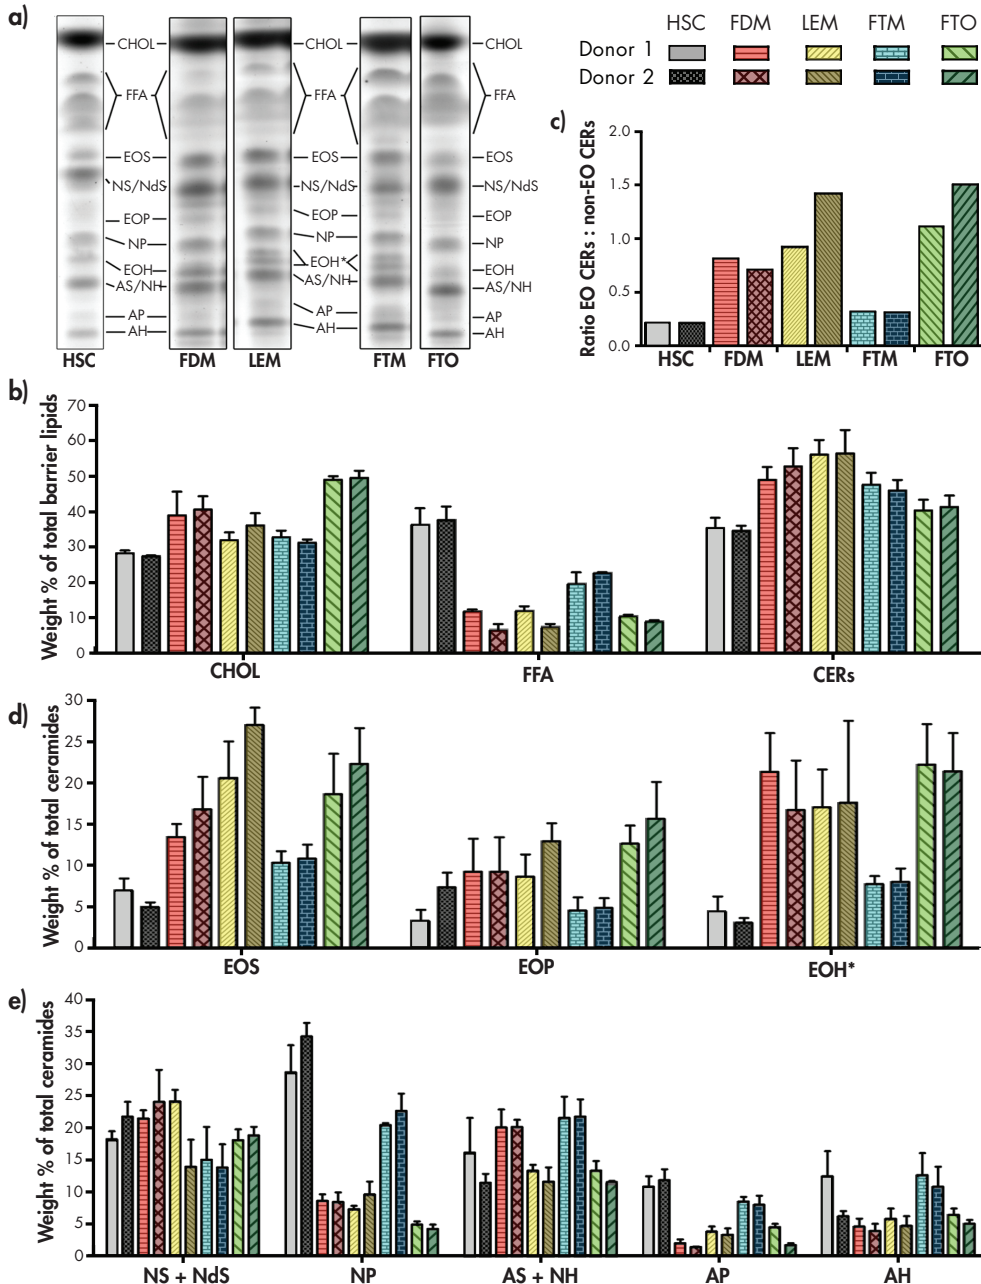 a)
CHOL
FFA
EOS
NS/NdS
EOP
NP
EOH
AS/NH
AP
AH
CHOL
FFA
EOS
NS/NdS
EOP
NP
EOH*
AS/NH
AP
AH
CHOL
FFA
EOS
NS/NdS
EOP
NP
EOH
AS/NH
AP
AH
HSC FDM LEM FTM FTO
HSC FDM LEM FTM FTO
Donor 1
Donor 2
c)
Ratio EO CERs : non-EO CERs
2.0
1.5
1.0
0.5
0.0
HSC FDM LEM FTM FTO
b)
Weight % of total barrier lipids
70
60
50
40
30
20
10
0
CHOL FFA CERs
d)
Weight % of total ceramides
30
25
20
15
10
5
0
EOS EOP EOH*
e)
Weight % of total ceramides
40
35
30
25
20
15
10
5
0
NS + NdS NP AS + NH AP AH